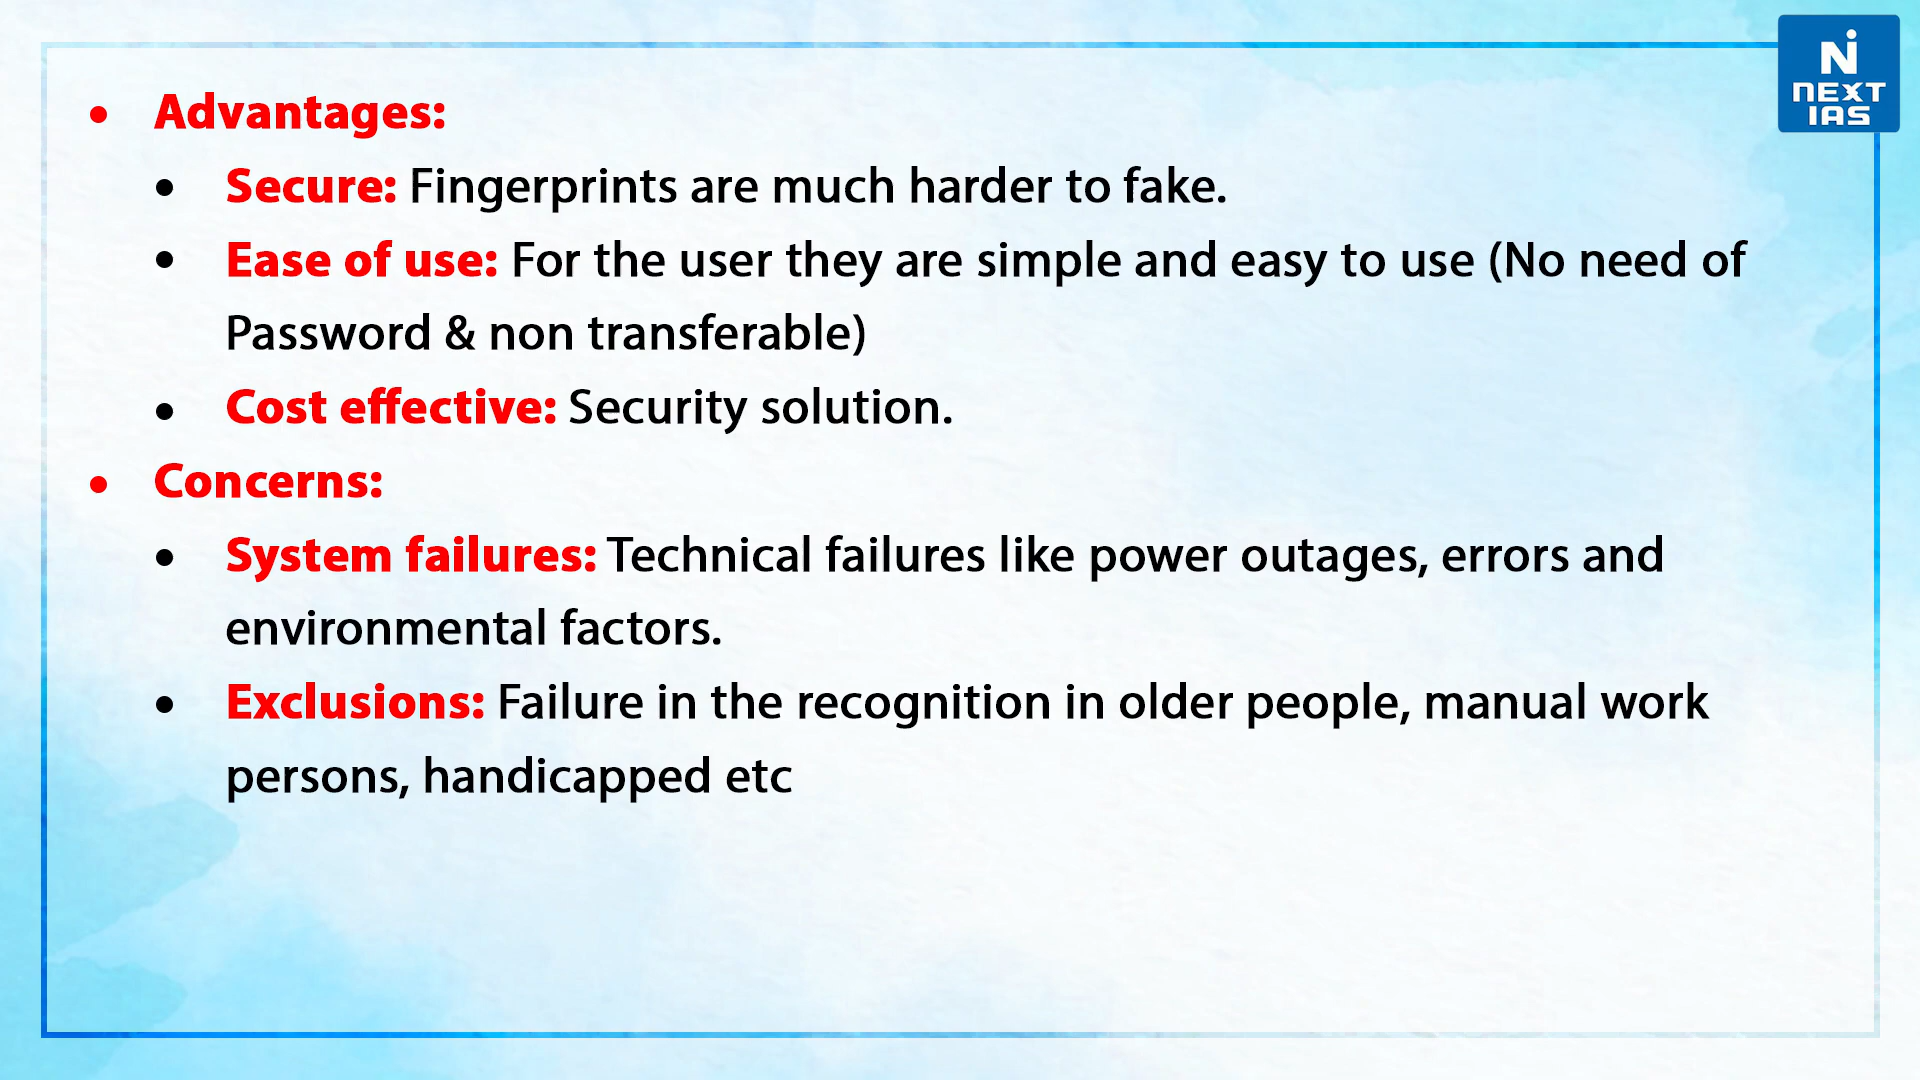 • Advantages:
• Secure: Fingerprints are much harder to fake.
• Ease of use: For the user they are simple and easy to use (No need of
Password & non transferable)
• Cost effective: Security solution.
• Concerns:
• System failures: Technical failures like power outages, errors and
environmental factors.
• Exclusions: Failure in the recognition in older people, manual work
persons, handicapped etc
N
NEXT
IAS